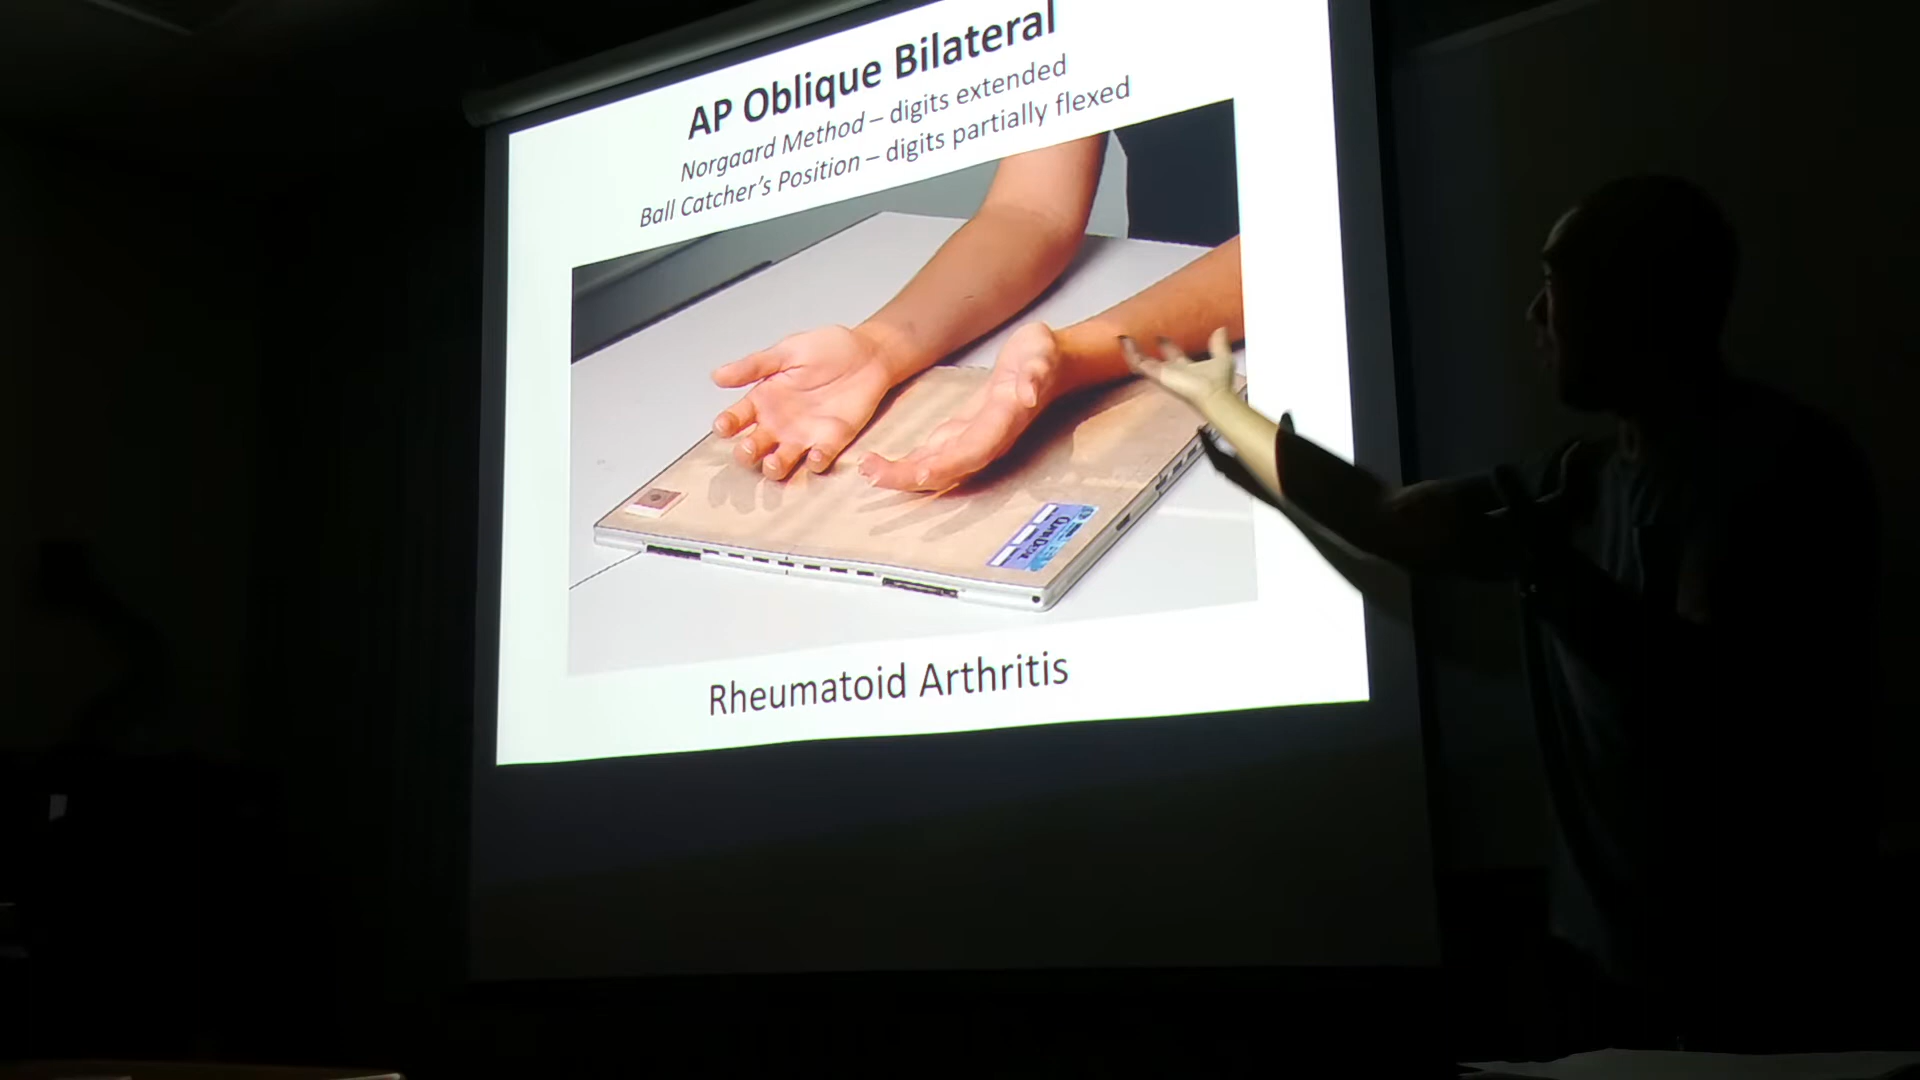 AP Oblique Bilateral
Norgaard Method – digits extended
Ball Catcher's Position – digits partially flexed
Rheumatoid Arthritis